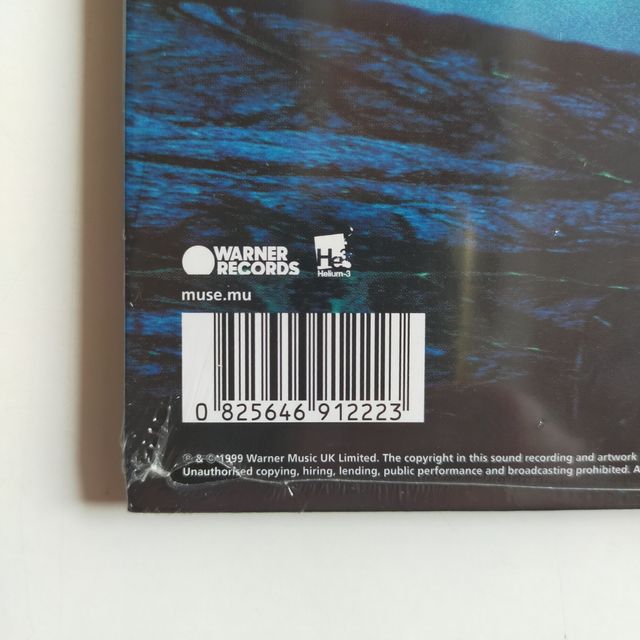 WARNER
RECORDS
He3
Helium-3
muse.mu
0 825646 912223
℗ & © 1999 Warner Music UK Limited. The copyright in this sound recording and artwork
Unauthorised copying, hiring, lending, public performance and broadcasting prohibited. A